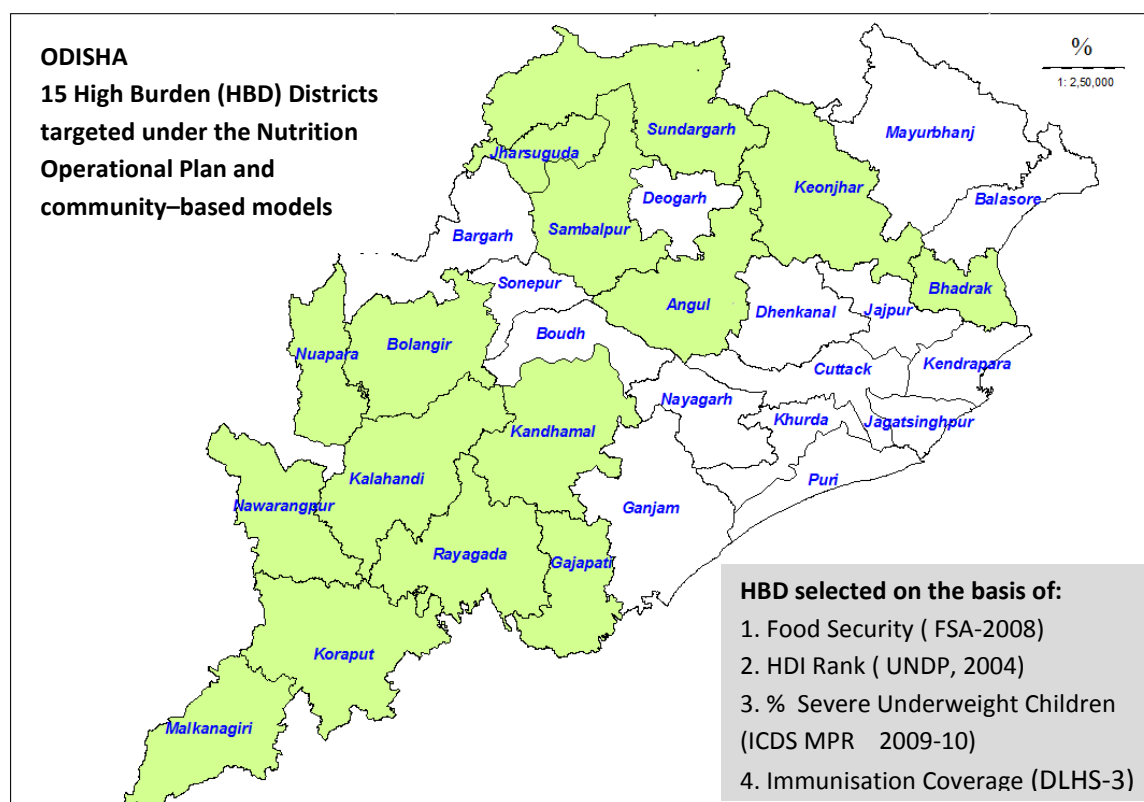 ODISHA
15 High Burden (HBD) Districts
targeted under the Nutrition
Operational Plan and
community–based models
%
1: 2,50,000
Mayurbhanj
Sundargarh
Jharsuguda
Keonjhar
Deogarh
Balasore
Sambalpur
Bargarh
Sonepur
Bhadrak
Angul
Dhenkanal
Jajpur
Boudh
Nuapara
Bolangir
Cuttack
Kendrapara
Nayagarh
Khurda
Jagatsinghpur
Kandhamal
Kalahandi
Puri
Nawarangpur
Ganjam
Rayagada
Gajapati
Koraput
Malkanagiri
HBD selected on the basis of:
1. Food Security ( FSA-2008)
2. HDI Rank ( UNDP, 2004)
3. % Severe Underweight Children
(ICDS MPR 2009-10)
4. Immunisation Coverage (DLHS-3)